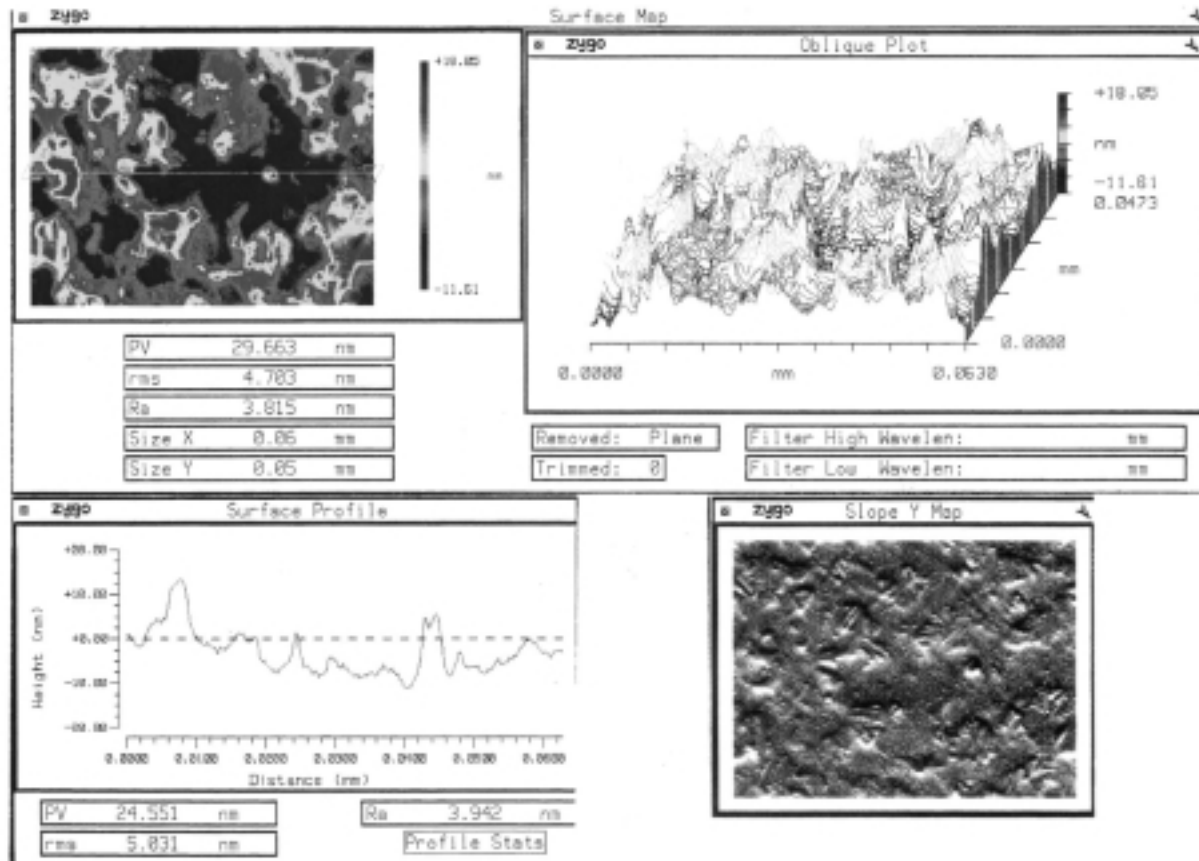 zygo Surface Map
zygo Oblique Plot
+18.05
nm
-11.61
+18.05
nm
-11.61
0.0473
mm
0.0000
0.0000 mm 0.0630
PV 29.663 nm
rms 4.703 nm
Ra 3.815 nm
Size X 0.06 mm
Size Y 0.05 mm
Removed: Plane
Trimmed: 0
Filter High Wavelen: mm
Filter Low Wavelen: mm
zygo Surface Profile
Height (nm)
+20.00
+10.00
+0.00
-10.00
-20.00
0.0000 0.0100 0.0200 0.0300 0.0400 0.0500 0.0600
Distance (mm)
PV 24.551 nm
rms 5.031 nm
Ra 3.942 nm
Profile Stats
zygo Slope Y Map